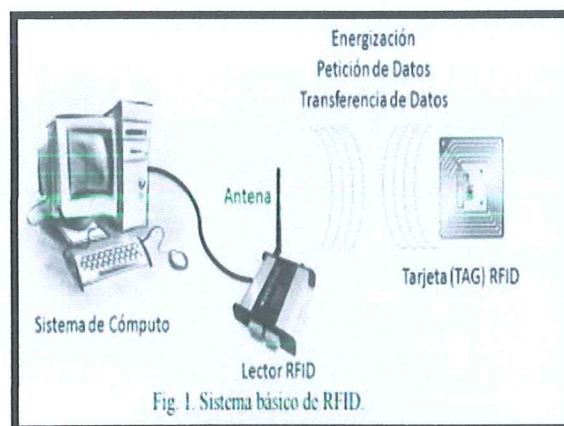 Energización
Petición de Datos
Transferencia de Datos
Antena
Tarjeta (TAG) RFID
Sistema de Cómputo
Lector RFID
Fig. 1. Sistema básico de RFID.